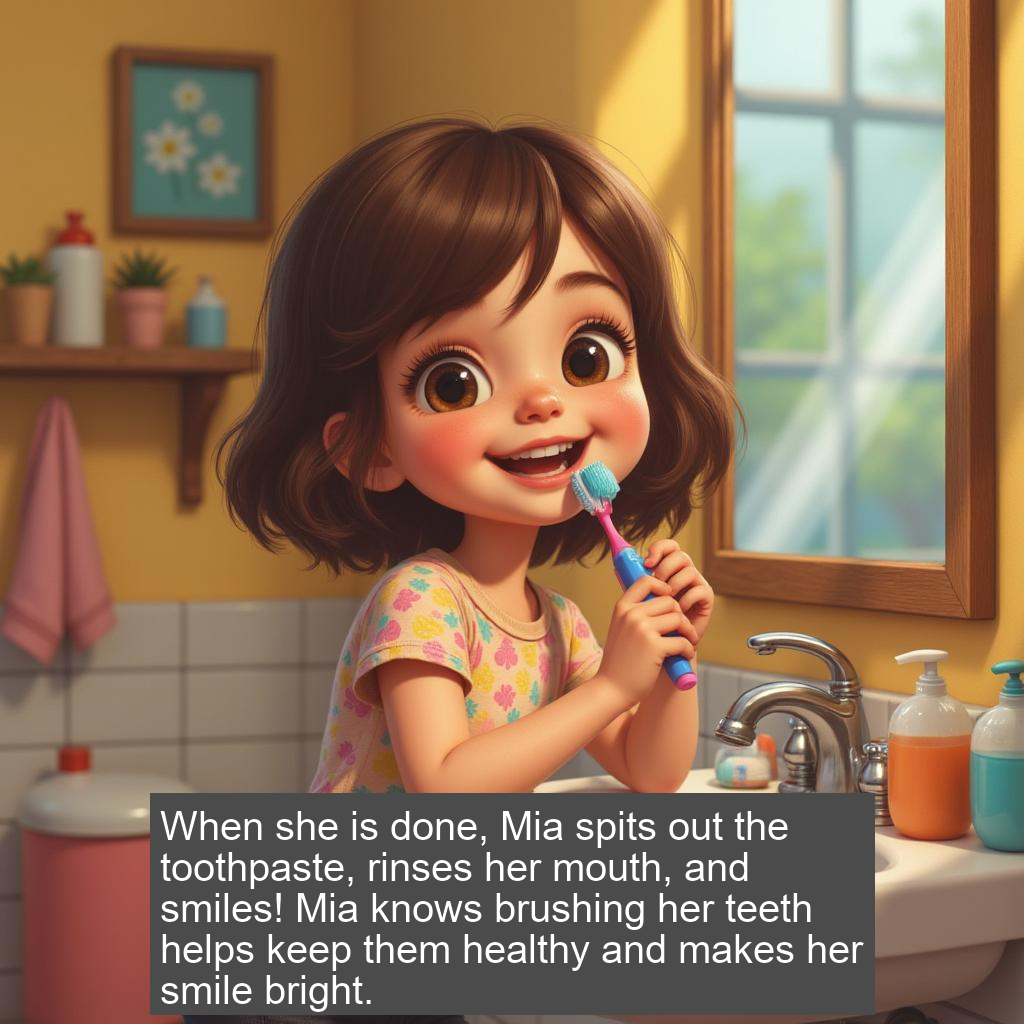 When she is done, Mia spits out the
toothpaste, rinses her mouth, and
smiles! Mia knows brushing her teeth
helps keep them healthy and makes her
smile bright.